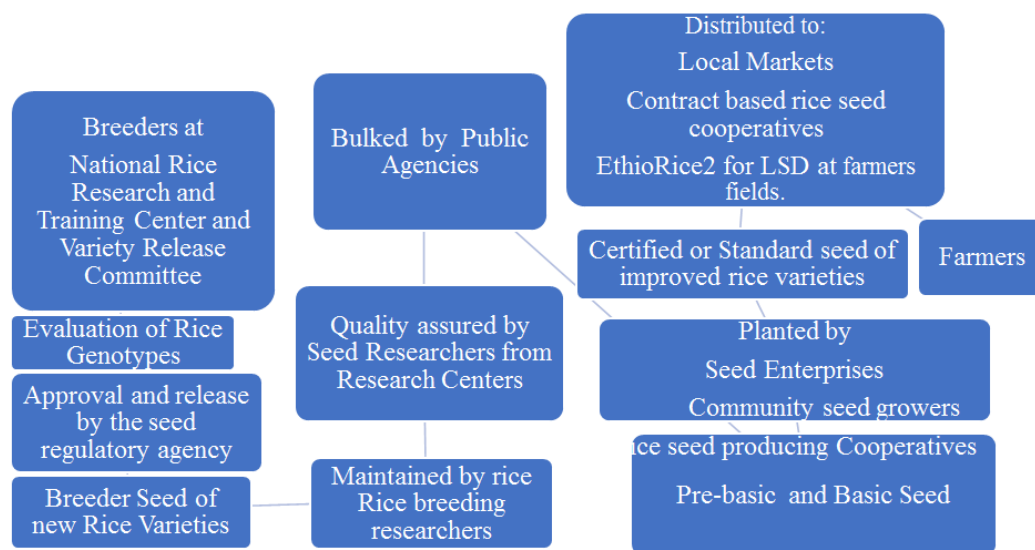 Breeders at
National Rice
Research and
Training Center and
Variety Release
Committee
Evaluation of Rice
Genotypes
Approval and release
by the seed
regulatory agency
Breeder Seed of
new Rice Varieties
Bulked by Public
Agencies
Quality assured by
Seed Researchers from
Research Centers
Maintained by rice
Rice breeding
researchers
Distributed to:
Local Markets
Contract based rice seed
cooperatives
EthioRice2 for LSD at farmers
fields.
Certified or Standard seed of
improved rice varieties
Farmers
Planted by
Seed Enterprises
Community seed growers
ice seed producing Cooperatives
Pre-basic and Basic Seed